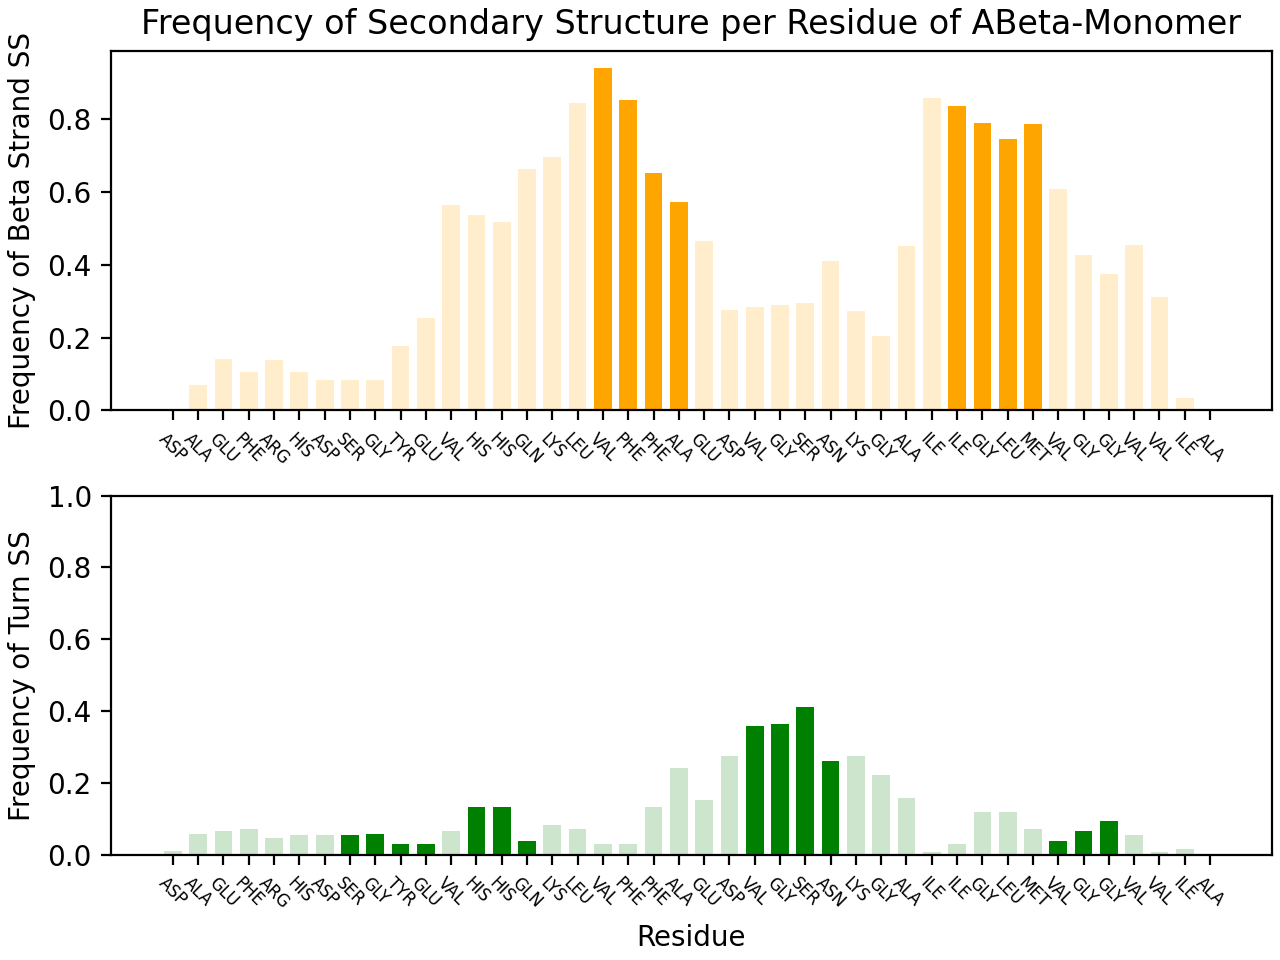 Frequency of Secondary Structure per Residue of ABeta-Monomer
Frequency of Beta Strand SS
0.8
0.6
0.4
0.2
0.0
ASP ALA GLU PHE ARG HIS ASP SER GLY TYR GLU VAL HIS HIS GLN LYS LEU VAL PHE PHE ALA GLU ASP VAL GLY SER ASN LYS GLY ALA ILE ILE GLY LEU MET VAL GLY GLY VAL VAL ILE ALA
Frequency of Turn SS
1.0
0.8
0.6
0.4
0.2
0.0
ASP ALA GLU PHE ARG HIS ASP SER GLY TYR GLU VAL HIS HIS GLN LYS LEU VAL PHE PHE ALA GLU ASP VAL GLY SER ASN LYS GLY ALA ILE ILE GLY LEU MET VAL GLY GLY VAL VAL ILE ALA
Residue